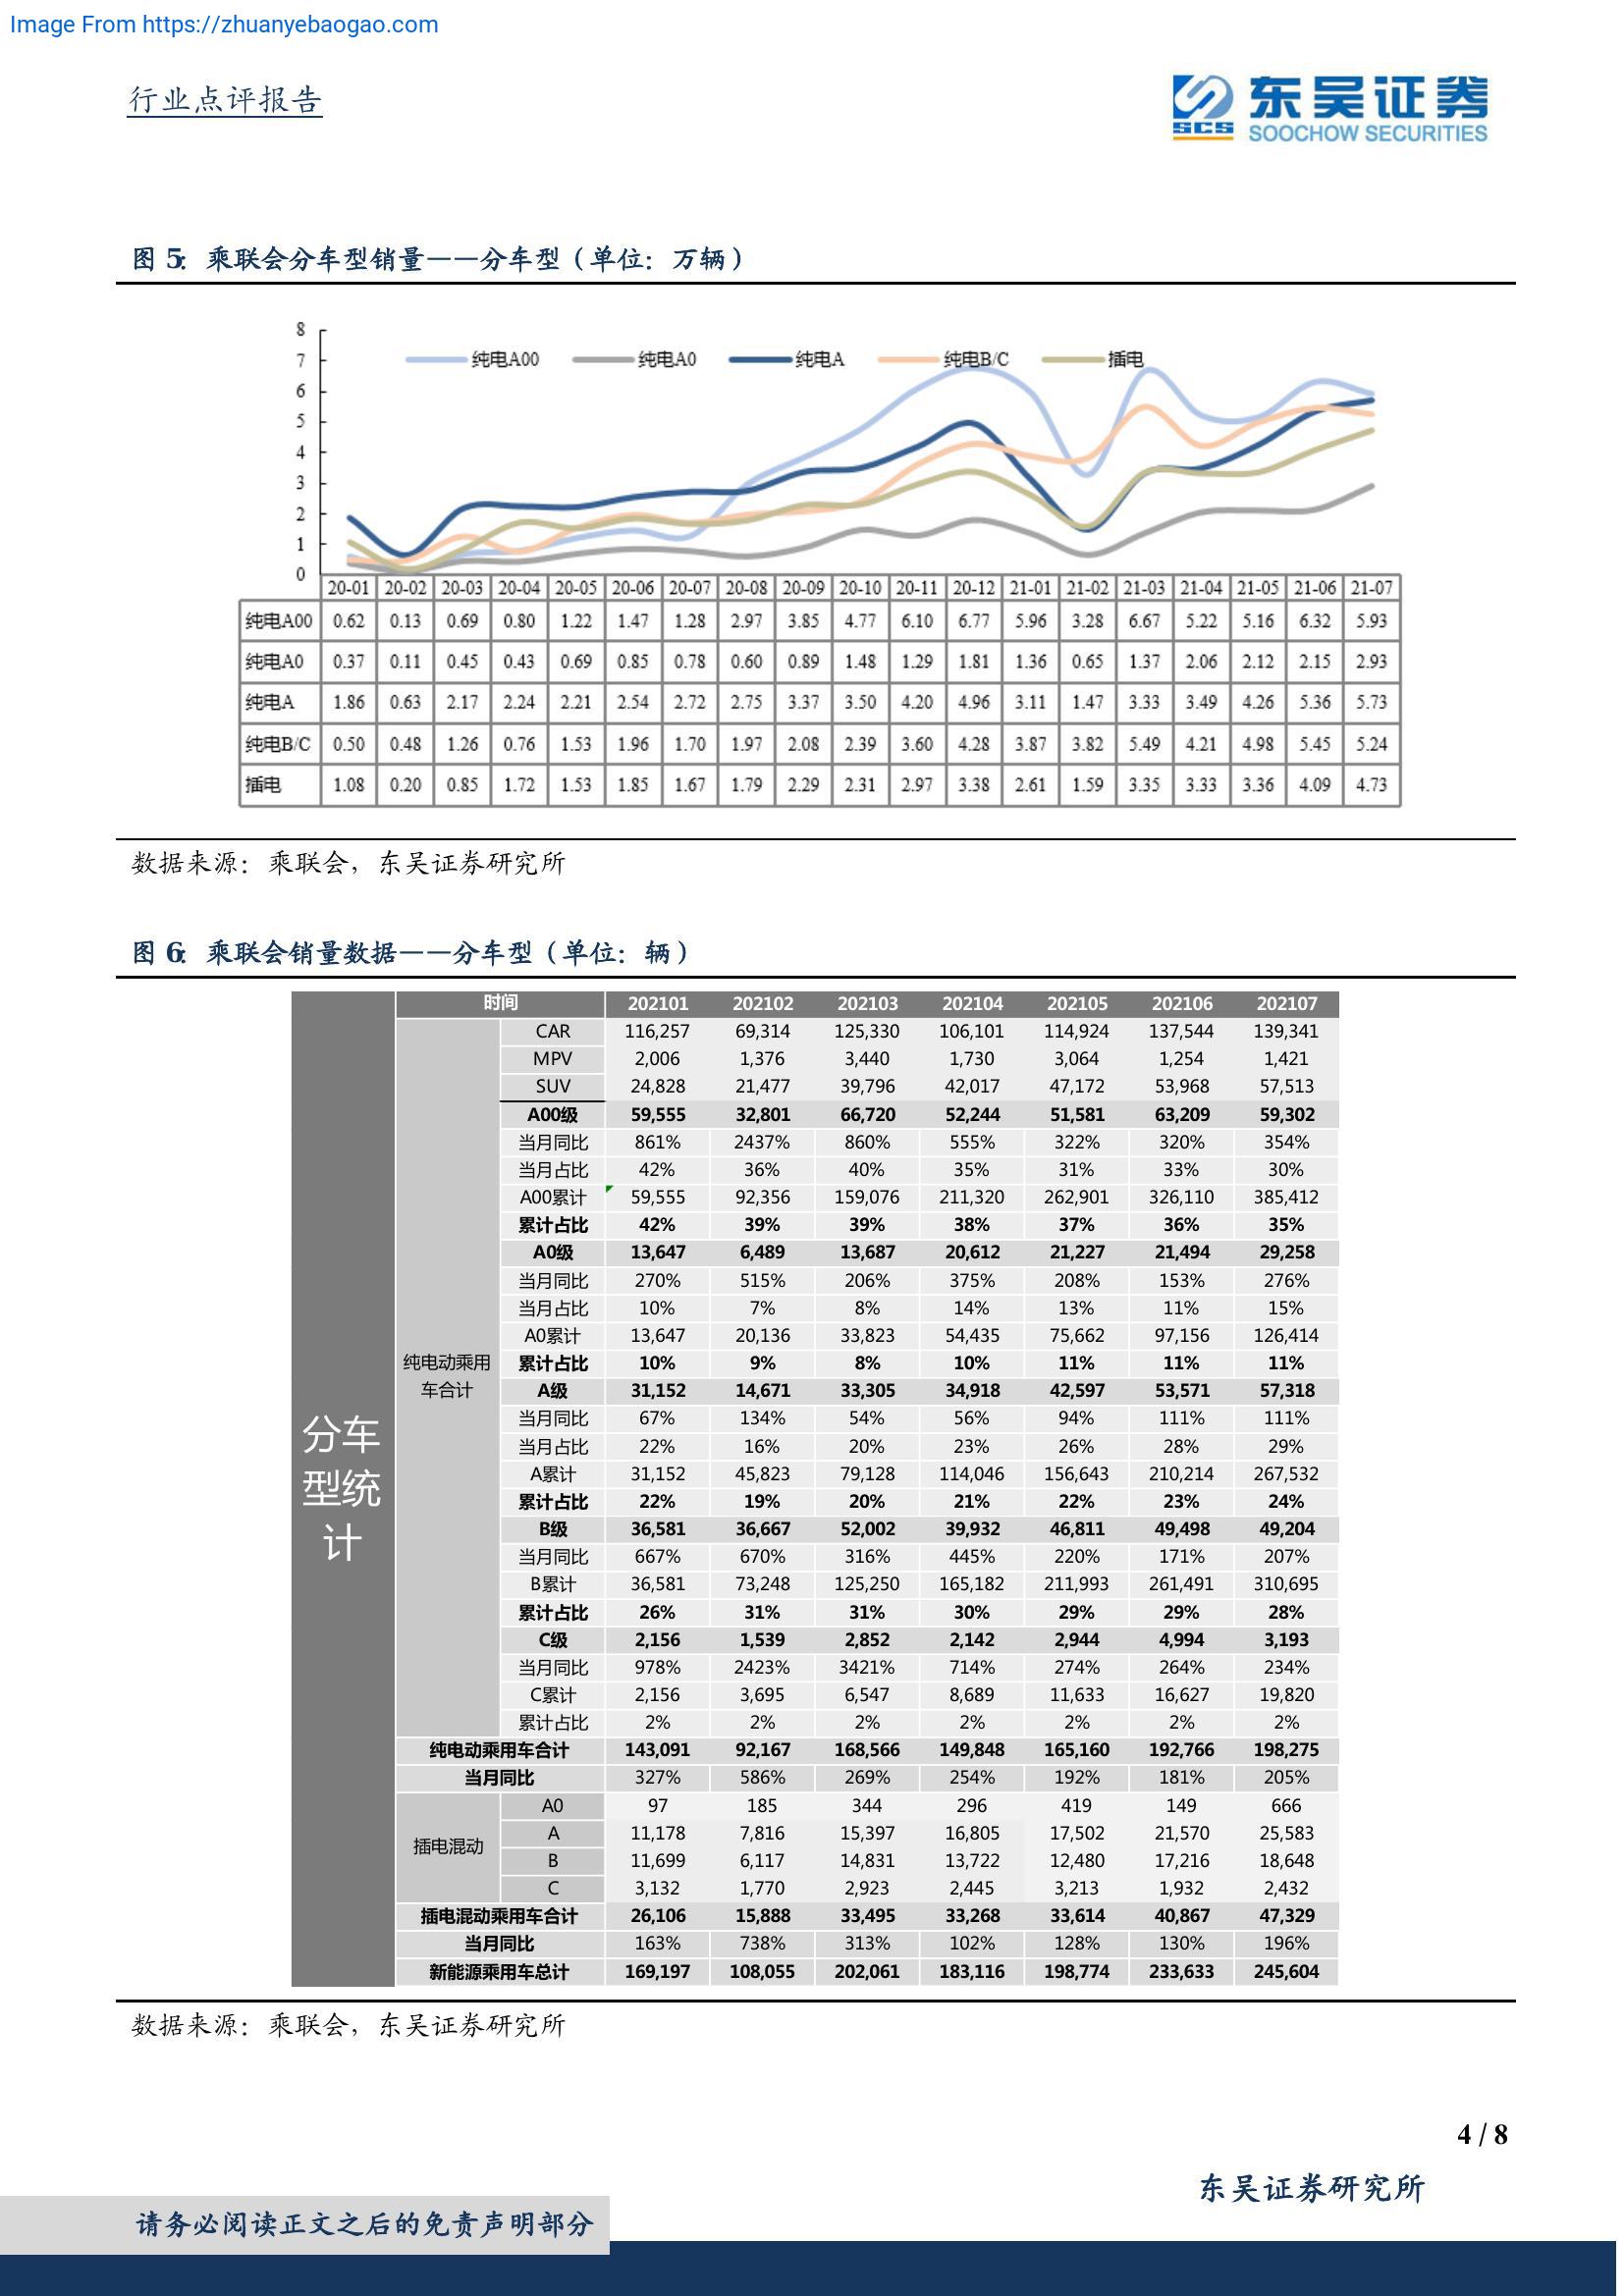 Image From https://zhuanyebaogao.com
行业点评报告
SCS 东吴证券
SOOCHOW SECURITIES
图 5: 乘联会分车型销量——分车型（单位：万辆）
8
7
6
5
4
3
2
1
0
纯电A00 纯电A0 纯电A 纯电B/C 插电
20-01 20-02 20-03 20-04 20-05 20-06 20-07 20-08 20-09 20-10 20-11 20-12 21-01 21-02 21-03 21-04 21-05 21-06 21-07
纯电A00 0.62 0.13 0.69 0.80 1.22 1.47 1.28 2.97 3.85 4.77 6.10 6.77 5.96 3.28 6.67 5.22 5.16 6.32 5.93
纯电A0 0.37 0.11 0.45 0.43 0.69 0.85 0.78 0.60 0.89 1.48 1.29 1.81 1.36 0.65 1.37 2.06 2.12 2.15 2.93
纯电A 1.86 0.63 2.17 2.24 2.21 2.54 2.72 2.75 3.37 3.50 4.20 4.96 3.11 1.47 3.33 3.49 4.26 5.36 5.73
纯电B/C 0.50 0.48 1.26 0.76 1.53 1.96 1.70 1.97 2.08 2.39 3.60 4.28 3.87 3.82 5.49 4.21 4.98 5.45 5.24
插电 1.08 0.20 0.85 1.72 1.53 1.85 1.67 1.79 2.29 2.31 2.97 3.38 2.61 1.59 3.35 3.33 3.36 4.09 4.73
数据来源：乘联会，东吴证券研究所
图 6: 乘联会销量数据——分车型（单位：辆）
时间 202101 202102 202103 202104 202105 202106 202107
分车型统计
纯电动乘用车合计
CAR 116,257 69,314 125,330 106,101 114,924 137,544 139,341
MPV 2,006 1,376 3,440 1,730 3,064 1,254 1,421
SUV 24,828 21,477 39,796 42,017 47,172 53,968 57,513
A00级 59,555 32,801 66,720 52,244 51,581 63,209 59,302
当月同比 861% 2437% 860% 555% 322% 320% 354%
当月占比 42% 36% 40% 35% 31% 33% 30%
A00累计 59,555 92,356 159,076 211,320 262,901 326,110 385,412
累计占比 42% 39% 39% 38% 37% 36% 35%
A0级 13,647 6,489 13,687 20,612 21,227 21,494 29,258
当月同比 270% 515% 206% 375% 208% 153% 276%
当月占比 10% 7% 8% 14% 13% 11% 15%
A0累计 13,647 20,136 33,823 54,435 75,662 97,156 126,414
累计占比 10% 9% 8% 10% 11% 11% 11%
A级 31,152 14,671 33,305 34,918 42,597 53,571 57,318
当月同比 67% 134% 54% 56% 94% 111% 111%
当月占比 22% 16% 20% 23% 26% 28% 29%
A累计 31,152 45,823 79,128 114,046 156,643 210,214 267,532
累计占比 22% 19% 20% 21% 22% 23% 24%
B级 36,581 36,667 52,002 39,932 46,811 49,498 49,204
当月同比 667% 670% 316% 445% 220% 171% 207%
B累计 36,581 73,248 125,250 165,182 211,993 261,491 310,695
累计占比 26% 31% 31% 30% 29% 29% 28%
C级 2,156 1,539 2,852 2,142 2,944 4,994 3,193
当月同比 978% 2423% 3421% 714% 274% 264% 234%
C累计 2,156 3,695 6,547 8,689 11,633 16,627 19,820
累计占比 2% 2% 2% 2% 2% 2% 2%
纯电动乘用车合计 143,091 92,167 168,566 149,848 165,160 192,766 198,275
当月同比 327% 586% 269% 254% 192% 181% 205%
插电混动
A0 97 185 344 296 419 149 666
A 11,178 7,816 15,397 16,805 17,502 21,570 25,583
B 11,699 6,117 14,831 13,722 12,480 17,216 18,648
C 3,132 1,770 2,923 2,445 3,213 1,932 2,432
插电混动乘用车合计 26,106 15,888 33,495 33,268 33,614 40,867 47,329
当月同比 163% 738% 313% 102% 128% 130% 196%
新能源乘用车总计 169,197 108,055 202,061 183,116 198,774 233,633 245,604
数据来源：乘联会，东吴证券研究所
4 / 8
东吴证券研究所
请务必阅读正文之后的免责声明部分